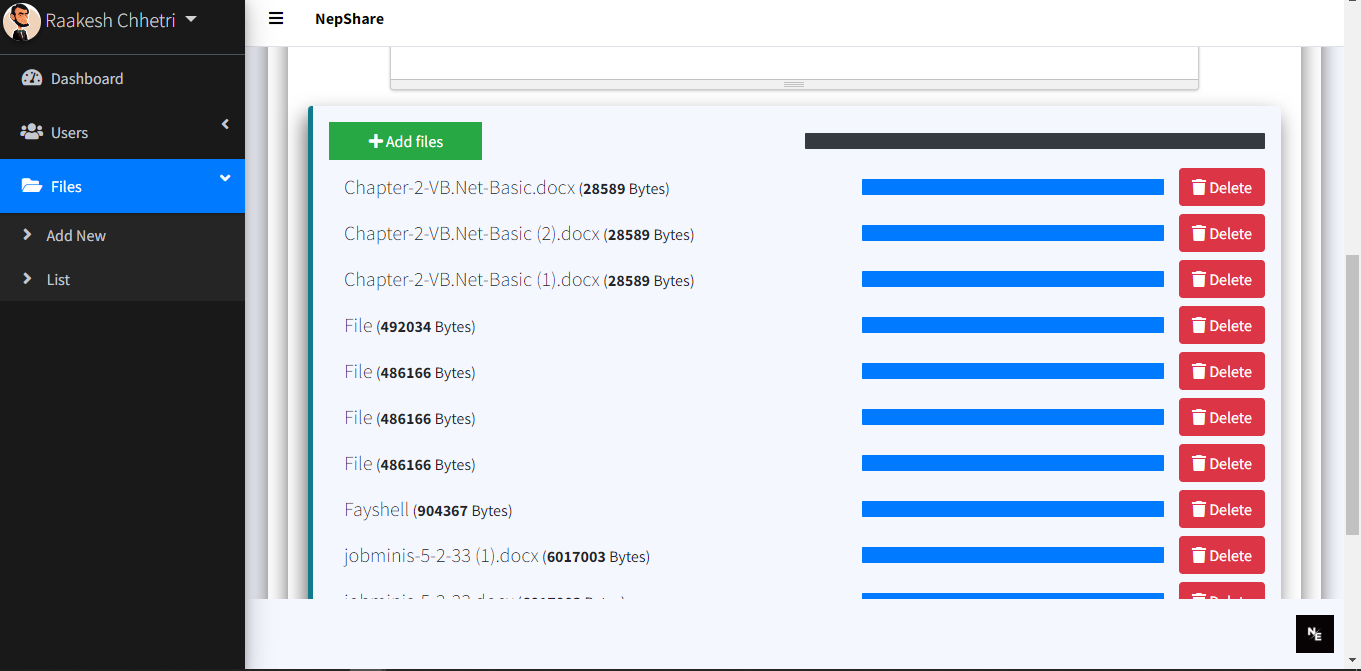 Raakesh Chhetri
NepShare
Dashboard
Users
Files
Add New
List
Add files
Chapter-2-VB.Net-Basic.docx (28589 Bytes) Delete
Chapter-2-VB.Net-Basic (2).docx (28589 Bytes) Delete
Chapter-2-VB.Net-Basic (1).docx (28589 Bytes) Delete
File (492034 Bytes) Delete
File (486166 Bytes) Delete
File (486166 Bytes) Delete
File (486166 Bytes) Delete
Fayshell (904367 Bytes) Delete
jobminis-5-2-33 (1).docx (6017003 Bytes) Delete
NE